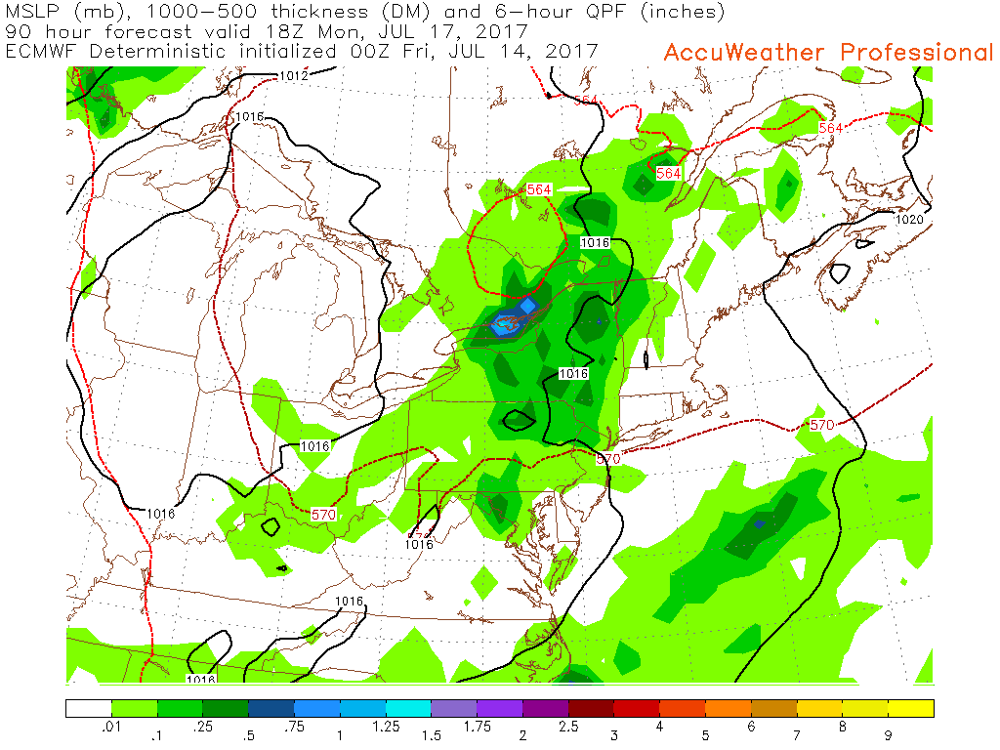 MSLP (mb), 1000-500 thickness (DM) and 6-hour QPF (inches)
90 hour forecast valid 18Z Mon, JUL 17, 2017
ECMWF Deterministic initialized 00Z Fri, JUL 14, 2017
AccuWeather Professional
1012
564
1016
564
564
564
1020
1016
1016
570
1016
570
1016
570
1016
1016
1016
.01 .25 .75 1.25 1.75 2.5 4 6 8
.1 .5 1 1.5 2 3 5 7 9